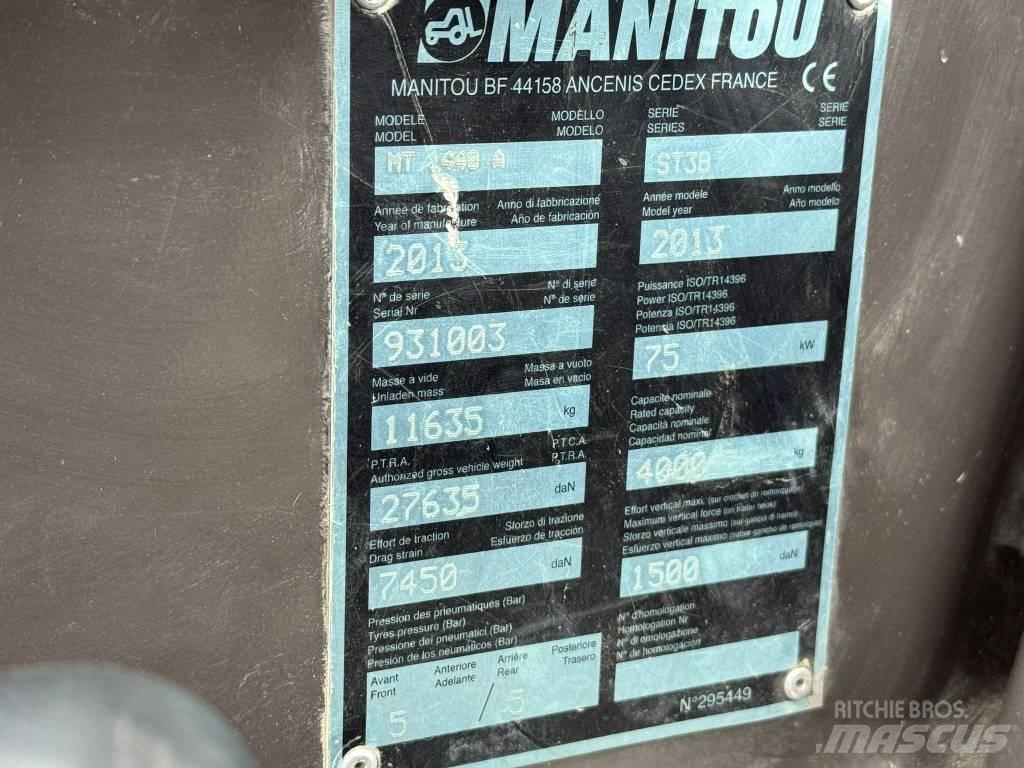 MANITOU
MANITOU BF 44158 ANCENIS CEDEX FRANCE CE
MODELE MODELLO
MODEL MODELO
MT 1440 A
SERIE SERIE
SERIES SERIE
ST3B
Année de fabrication Anno di fabbricazione
Year of manufacture Año de fabricación
2013
Année modèle Anno modello
Model year Año modelo
2013
N° de série N° di serie
Serial Nr N° de serie
931003
Puissance ISO/TR14396
Power ISO/TR14396
Potenza ISO/TR14396
Potensia ISO/TR14396
75 kW
Masse a vide Massa a vuoto
Unladen mass Masa en vacio
11635 kg
Capacité nominale
Rated capacity
Capacità nominale
Capacidad nominal
4000 kg
P.T.R.A. P.T.C.A.
Authorized gross vehicle weight P.T.R.A.
27635 daN
Effort vertical maxi. (sur crochet de remorquage)
Maximum vertical force (on trailer hook)
Sforzo verticale massimo (sul gancio di traino)
Esfuerzo vertical máximo (sobre gancho de remorque)
1500 daN
Effort de traction Sforzo di trazione
Drag strain Esfuerzo de tracción
7450 daN
Pression des pneumatiques (Bar)
Tyres pressure (Bar)
Pressione dei pneumatici (Bar)
Presión de los neumáticos (Bar)
Avant Anteriore Arrière Posteriore
Front Adelante Rear Trasero
5 / 5
N° d'homologation
Homologation Nr
N° di omologazione
N° de homologación
N°295449
RITCHIE BROS.
MASCUS